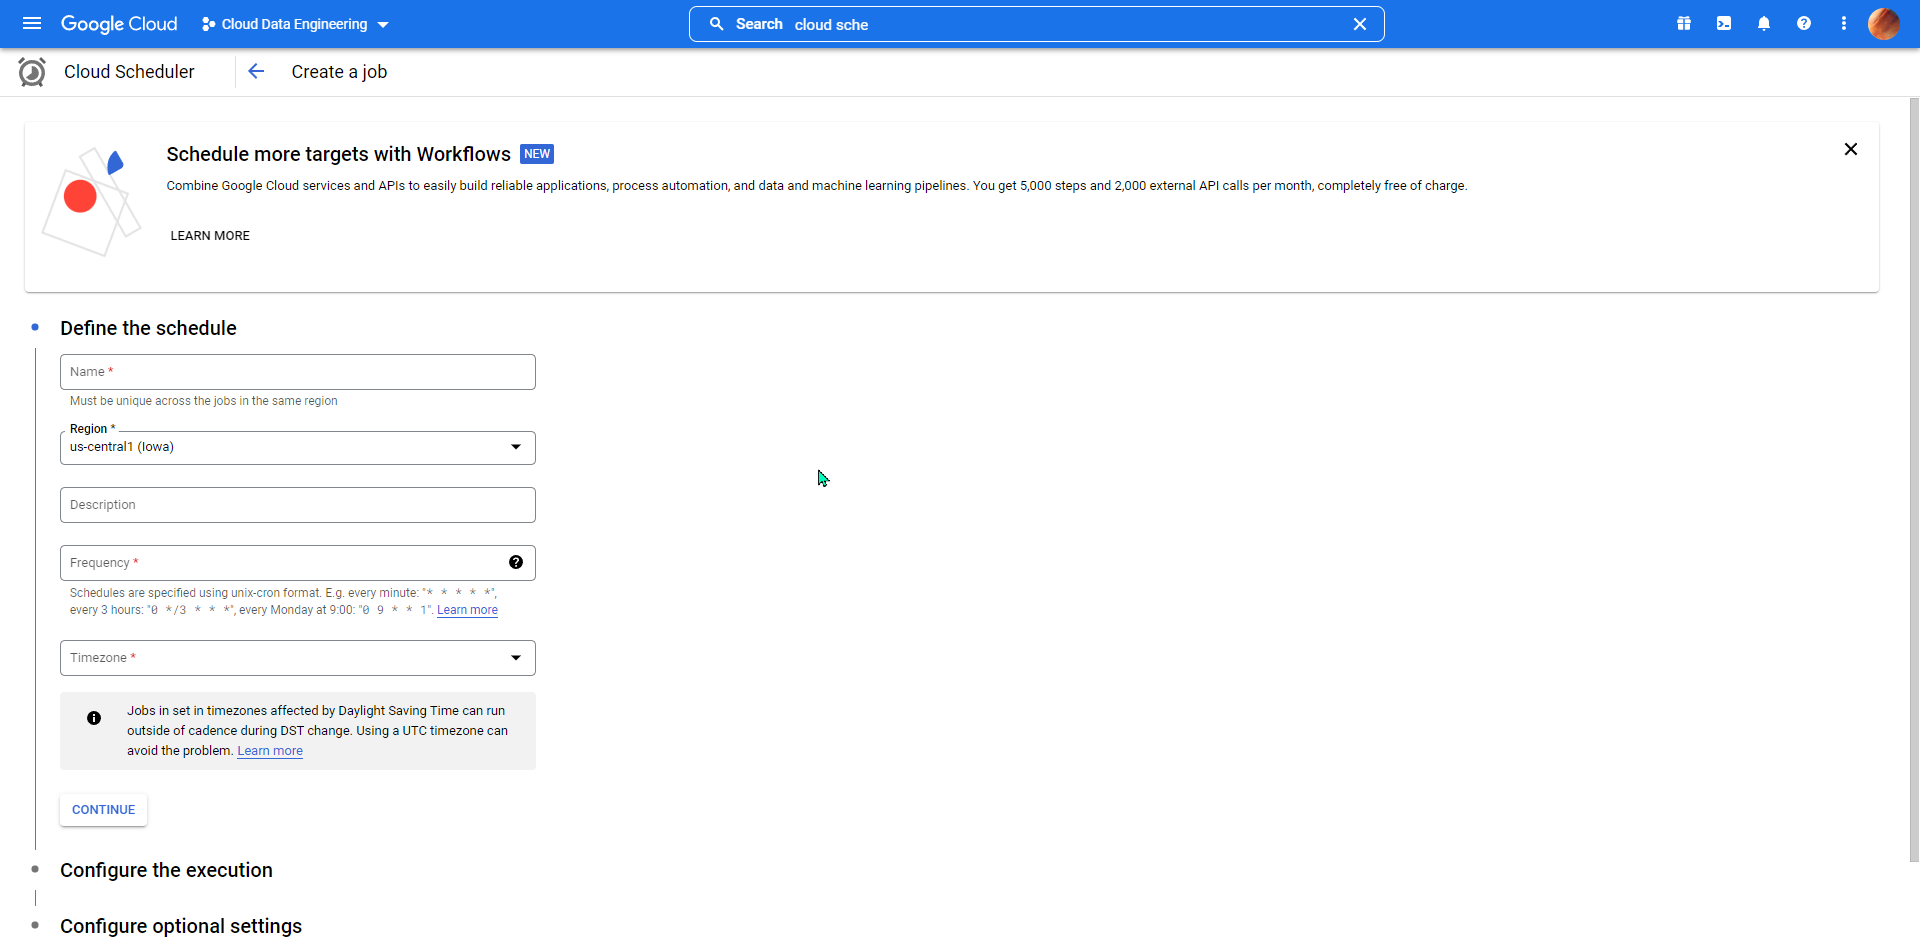 Google Cloud
Cloud Data Engineering
Search cloud sche
Cloud Scheduler
Create a job
Schedule more targets with Workflows NEW
Combine Google Cloud services and APIs to easily build reliable applications, process automation, and data and machine learning pipelines. You get 5,000 steps and 2,000 external API calls per month, completely free of charge.
LEARN MORE
Define the schedule
Name *
Must be unique across the jobs in the same region
Region *
us-central1 (Iowa)
Description
Frequency *
Schedules are specified using unix-cron format. E.g. every minute: "* * * * *",
every 3 hours: "0 */3 * * *", every Monday at 9:00: "0 9 * * 1". Learn more
Timezone *
Jobs in set in timezones affected by Daylight Saving Time can run
outside of cadence during DST change. Using a UTC timezone can
avoid the problem. Learn more
CONTINUE
Configure the execution
Configure optional settings